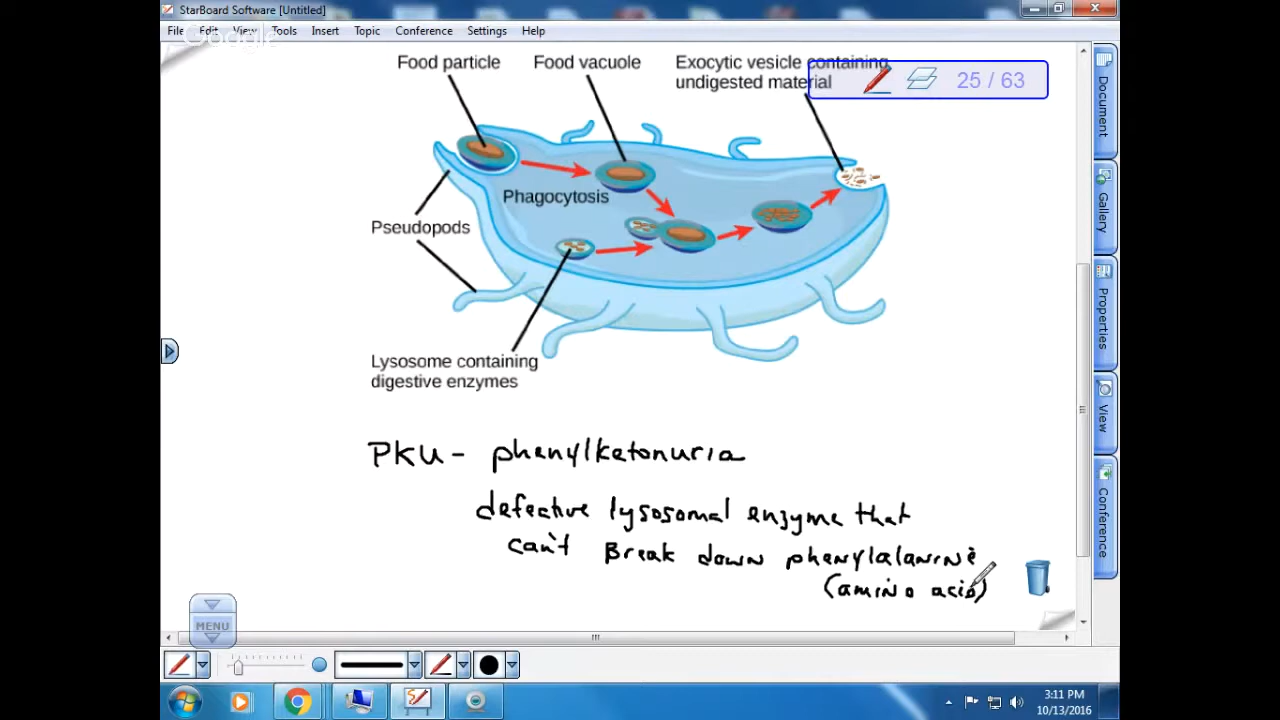 StarBoard Software [Untitled]
File Edit View Tools Insert Topic Conference Settings Help
Google
Food particle
Food vacuole
Exocytic vesicle containing
undigested material
25 / 63
Phagocytosis
Pseudopods
Lysosome containing
digestive enzymes
PKU - phenylketonuria
defective lysosomal enzyme that
can't Break down phenylalanine
(amino acid)
Document
Gallery
Properties
View
Conference
MENU
3:11 PM
10/13/2016